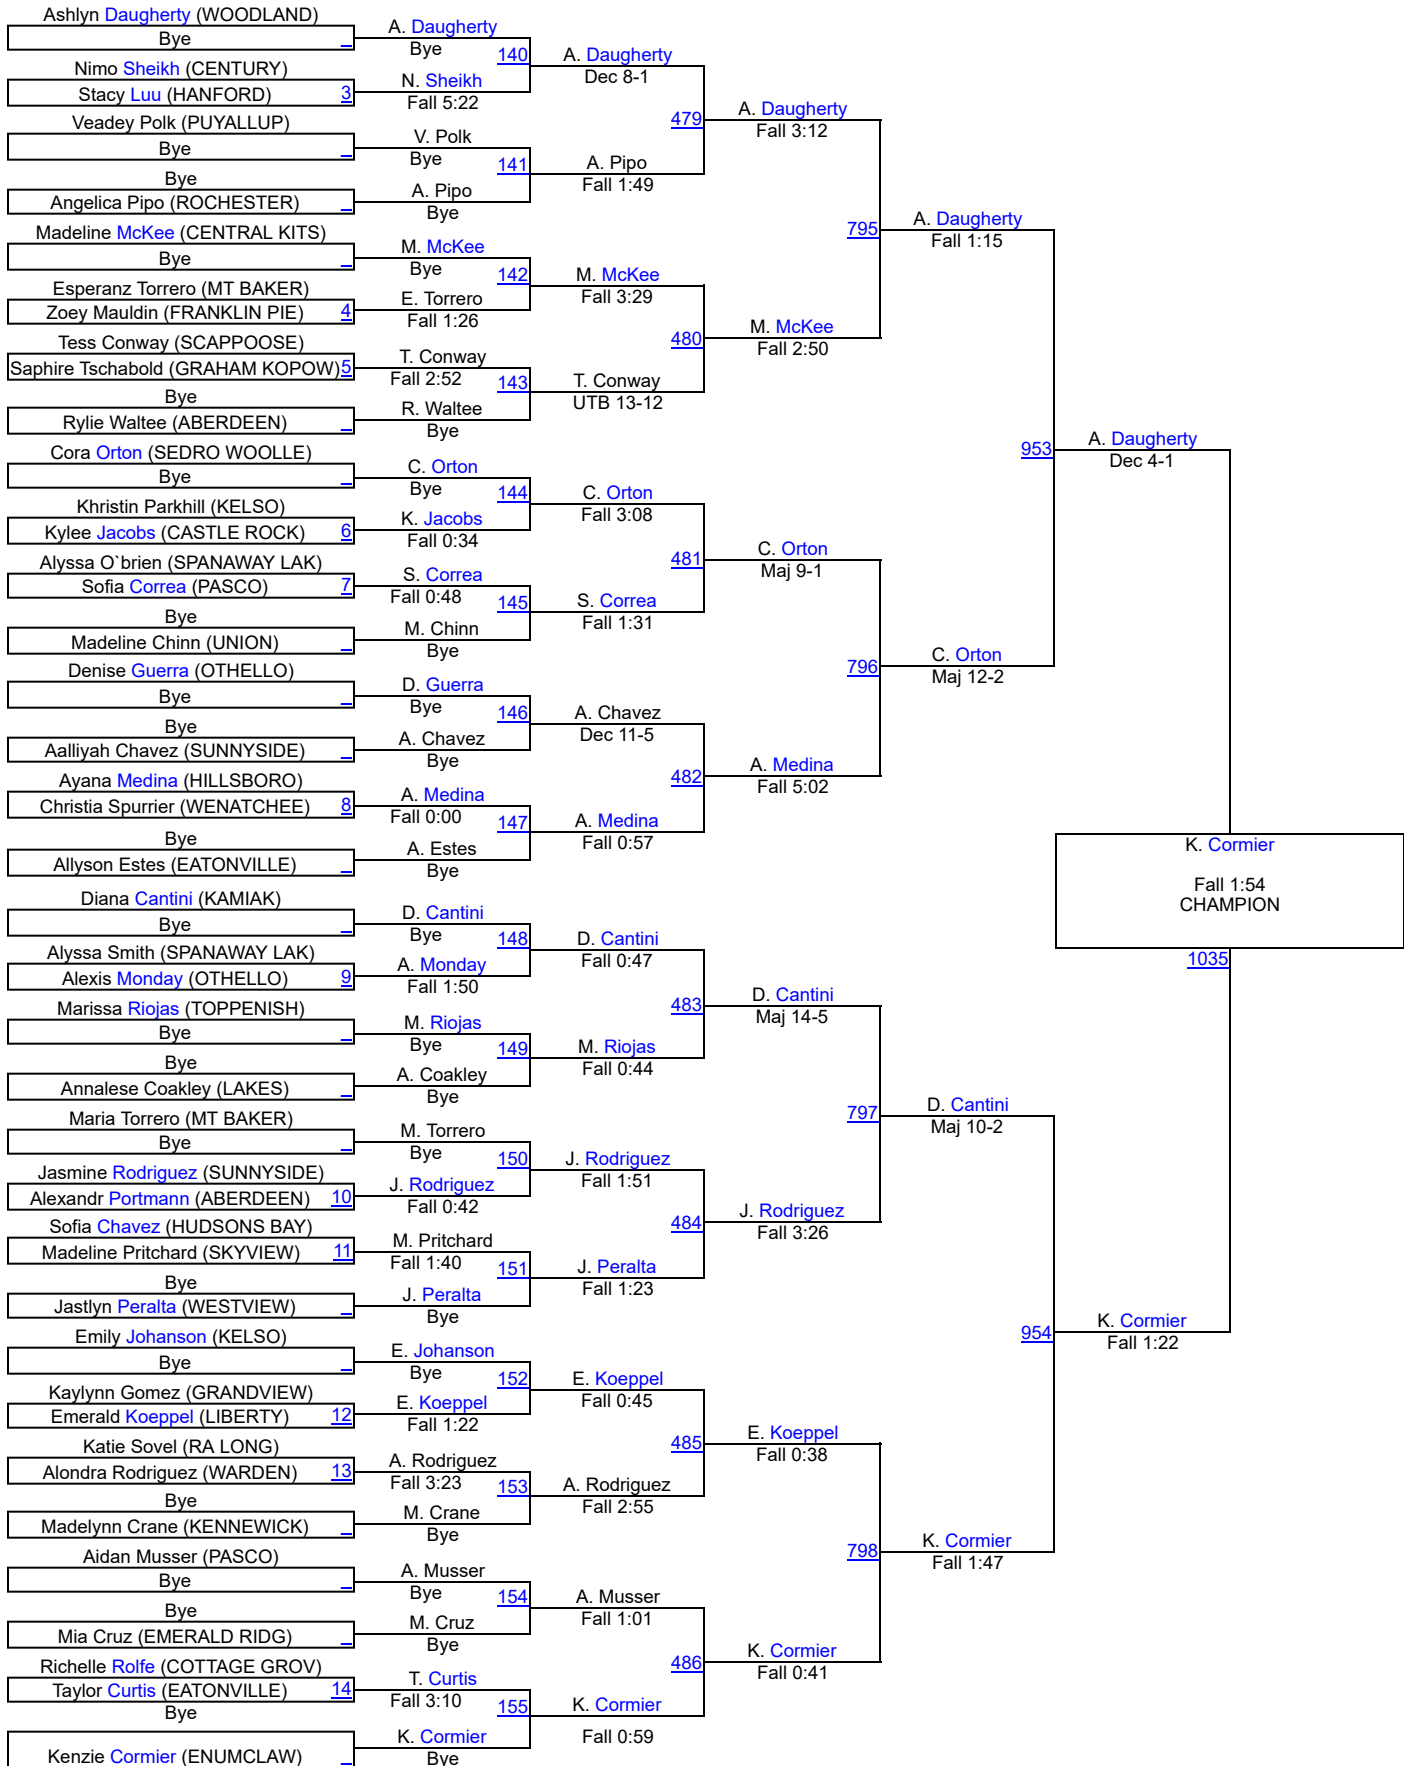 Ashlyn Daugherty (WOODLAND)
Bye
Nimo Sheikh (CENTURY)
Stacy Luu (HANFORD) 3
Veadey Polk (PUYALLUP)
Bye
Bye
Angelica Pipo (ROCHESTER)
Madeline McKee (CENTRAL KITS)
Bye
Esperanz Torrero (MT BAKER)
Zoey Mauldin (FRANKLIN PIE) 4
Tess Conway (SCAPPOOSE)
Saphire Tschabold (GRAHAM KOPOW) 5
Bye
Rylie Waltee (ABERDEEN)
Cora Orton (SEDRO WOOLLE)
Bye
Khristin Parkhill (KELSO)
Kylee Jacobs (CASTLE ROCK) 6
Alyssa O`brien (SPANAWAY LAK)
Sofia Correa (PASCO) 7
Bye
Madeline Chinn (UNION)
Denise Guerra (OTHELLO)
Bye
Bye
Aalliyah Chavez (SUNNYSIDE)
Ayana Medina (HILLSBORO)
Christia Spurrier (WENATCHEE) 8
Bye
Allyson Estes (EATONVILLE)
Diana Cantini (KAMIAK)
Bye
Alyssa Smith (SPANAWAY LAK)
Alexis Monday (OTHELLO) 9
Marissa Riojas (TOPPENISH)
Bye
Bye
Annalese Coakley (LAKES)
Maria Torrero (MT BAKER)
Bye
Jasmine Rodriguez (SUNNYSIDE)
Alexandr Portmann (ABERDEEN) 10
Sofia Chavez (HUDSONS BAY)
Madeline Pritchard (SKYVIEW) 11
Bye
Jastlyn Peralta (WESTVIEW)
Emily Johanson (KELSO)
Bye
Kaylynn Gomez (GRANDVIEW)
Emerald Koeppel (LIBERTY) 12
Katie Sovel (RA LONG)
Alondra Rodriguez (WARDEN) 13
Bye
Madelynn Crane (KENNEWICK)
Aidan Musser (PASCO)
Bye
Bye
Mia Cruz (EMERALD RIDG)
Richelle Rolfe (COTTAGE GROV)
Taylor Curtis (EATONVILLE) 14
Bye
Kenzie Cormier (ENUMCLAW)
A. Daugherty
Bye
140
N. Sheikh
Fall 5:22
V. Polk
Bye
141
A. Pipo
Bye
M. McKee
Bye
142
E. Torrero
Fall 1:26
T. Conway
Fall 2:52
143
R. Waltee
Bye
C. Orton
Bye
144
K. Jacobs
Fall 0:34
S. Correa
Fall 0:48
145
M. Chinn
Bye
D. Guerra
Bye
146
A. Chavez
Bye
A. Medina
Fall 0:00
147
A. Estes
Bye
D. Cantini
Bye
148
A. Monday
Fall 1:50
M. Riojas
Bye
149
A. Coakley
Bye
M. Torrero
Bye
150
J. Rodriguez
Fall 0:42
M. Pritchard
Fall 1:40
151
J. Peralta
Bye
E. Johanson
Bye
152
E. Koeppel
Fall 1:22
A. Rodriguez
Fall 3:23
153
M. Crane
Bye
A. Musser
Bye
154
M. Cruz
Bye
T. Curtis
Fall 3:10
155
K. Cormier
Bye
A. Daugherty
Dec 8-1
479
A. Pipo
Fall 1:49
M. McKee
Fall 3:29
480
T. Conway
UTB 13-12
C. Orton
Fall 3:08
481
S. Correa
Fall 1:31
A. Chavez
Dec 11-5
482
A. Medina
Fall 0:57
D. Cantini
Fall 0:47
483
M. Riojas
Fall 0:44
J. Rodriguez
Fall 1:51
484
J. Peralta
Fall 1:23
E. Koeppel
Fall 0:45
485
A. Rodriguez
Fall 2:55
A. Musser
Fall 1:01
486
K. Cormier
Fall 0:59
A. Daugherty
Fall 3:12
795
M. McKee
Fall 2:50
C. Orton
Maj 9-1
796
A. Medina
Fall 5:02
D. Cantini
Maj 14-5
797
J. Rodriguez
Fall 3:26
E. Koeppel
Fall 0:38
798
K. Cormier
Fall 0:41
A. Daugherty
Fall 1:15
953
C. Orton
Maj 12-2
D. Cantini
Maj 10-2
954
K. Cormier
Fall 1:47
A. Daugherty
Dec 4-1
K. Cormier
Fall 1:22
K. Cormier
Fall 1:54
CHAMPION
1035